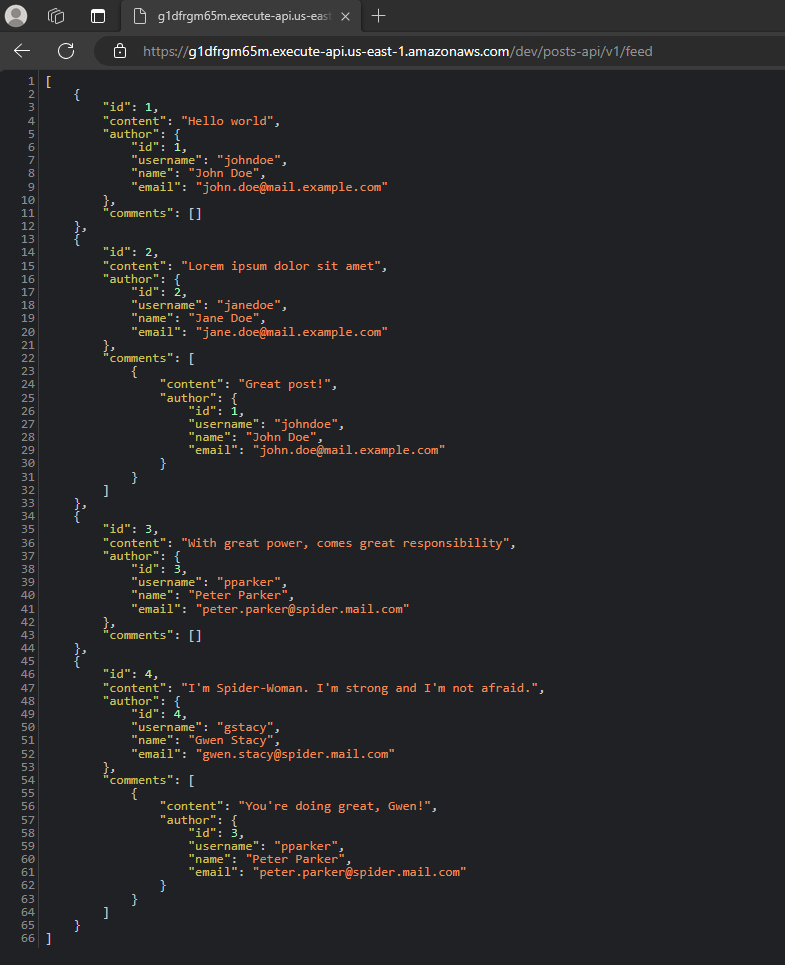 g1dfrgm65m.execute-api.us-east
https://g1dfrgm65m.execute-api.us-east-1.amazonaws.com/dev/posts-api/v1/feed
1 [
2     {
3         "id": 1,
4         "content": "Hello world",
5         "author": {
6             "id": 1,
7             "username": "johndoe",
8             "name": "John Doe",
9             "email": "john.doe@mail.example.com"
10         },
11         "comments": []
12     },
13     {
14         "id": 2,
15         "content": "Lorem ipsum dolor sit amet",
16         "author": {
17             "id": 2,
18             "username": "janedoe",
19             "name": "Jane Doe",
20             "email": "jane.doe@mail.example.com"
21         },
22         "comments": [
23             {
24                 "content": "Great post!",
25                 "author": {
26                     "id": 1,
27                     "username": "johndoe",
28                     "name": "John Doe",
29                     "email": "john.doe@mail.example.com"
30                 }
31             }
32         ]
33     },
34     {
35         "id": 3,
36         "content": "With great power, comes great responsibility",
37         "author": {
38             "id": 3,
39             "username": "pparker",
40             "name": "Peter Parker",
41             "email": "peter.parker@spider.mail.com"
42         },
43         "comments": []
44     },
45     {
46         "id": 4,
47         "content": "I'm Spider-Woman. I'm strong and I'm not afraid.",
48         "author": {
49             "id": 4,
50             "username": "gstacy",
51             "name": "Gwen Stacy",
52             "email": "gwen.stacy@spider.mail.com"
53         },
54         "comments": [
55             {
56                 "content": "You're doing great, Gwen!",
57                 "author": {
58                     "id": 3,
59                     "username": "pparker",
60                     "name": "Peter Parker",
61                     "email": "peter.parker@spider.mail.com"
62                 }
63             }
64         ]
65     }
66 ]